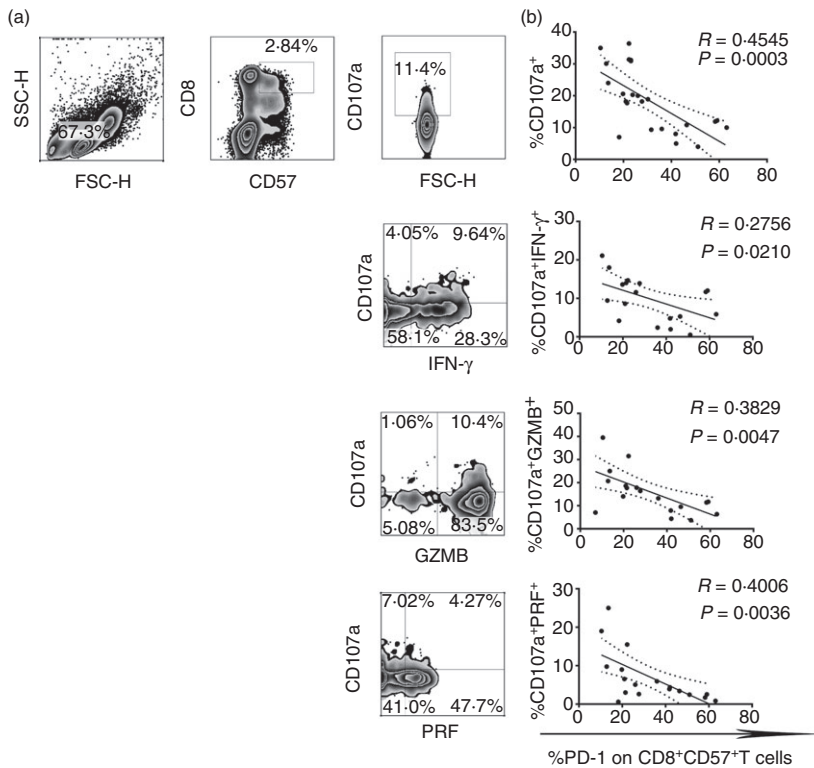 (a)
SSC-H
67·3%
FSC-H
CD8
2·84%
CD57
CD107a
11·4%
FSC-H
(b)
%CD107a+
40
30
20
10
0
0 20 40 60 80
R = 0·4545
P = 0·0003
CD107a
4·05% 9·64%
58·1% 28·3%
IFN-γ
%CD107a+IFN-γ+
30
20
10
0
0 20 40 60 80
R = 0·2756
P = 0·0210
CD107a
1·06% 10·4%
5·08% 83·5%
GZMB
%CD107a+GZMB+
50
40
30
20
10
0
0 20 40 60 80
R = 0·3829
P = 0·0047
CD107a
7·02% 4·27%
41·0% 47·7%
PRF
%CD107a+PRF+
30
20
10
0
0 20 40 60 80
R = 0·4006
P = 0·0036
%PD-1 on CD8+CD57+T cells